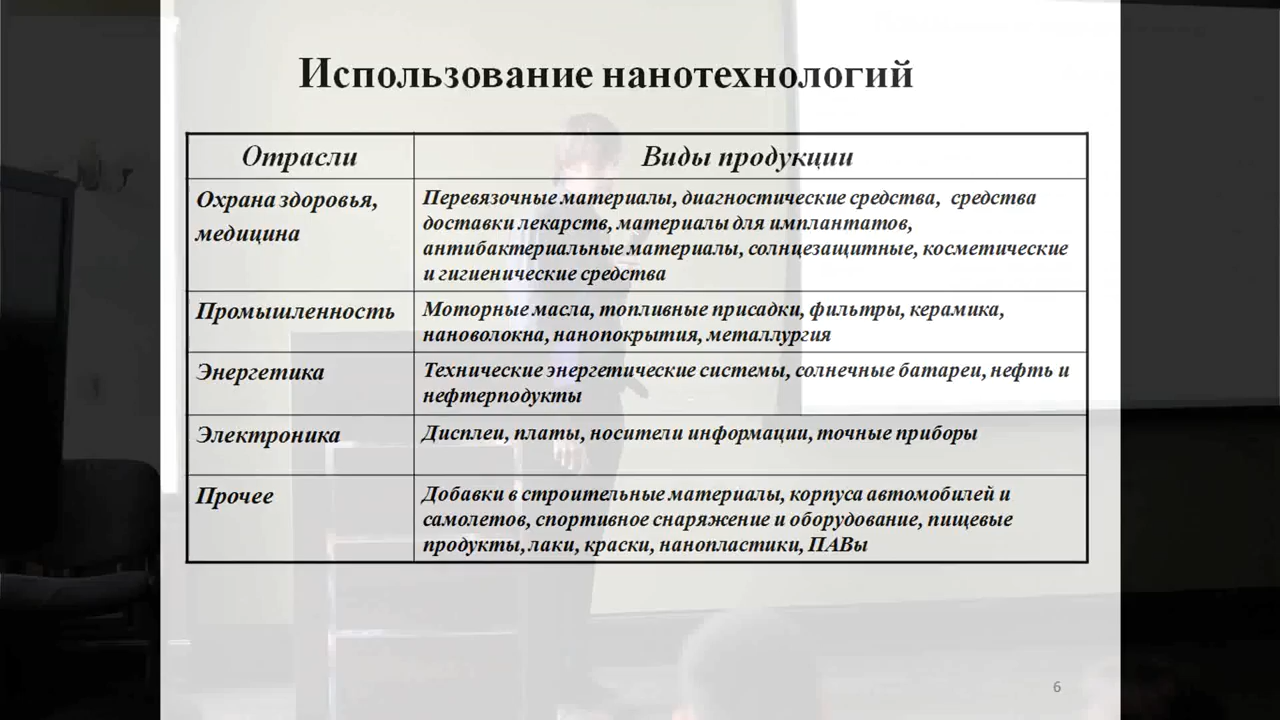 Использование нанотехнологий
Отрасли
Виды продукции
Охрана здоровья,
медицина
Перевязочные материалы, диагностические средства, средства
доставки лекарств, материалы для имплантатов,
антибактериальные материалы, солнцезащитные, косметические
и гигиенические средства
Промышленность
Моторные масла, топливные присадки, фильтры, керамика,
нановолокна, нанопокрытия, металлургия
Энергетика
Технические энергетические системы, солнечные батареи, нефть и
нефтерподукты
Электроника
Дисплеи, платы, носители информации, точные приборы
Прочее
Добавки в строительные материалы, корпуса автомобилей и
самолетов, спортивное снаряжение и оборудование, пищевые
продукты, лаки, краски, нанопластики, ПАВы
6